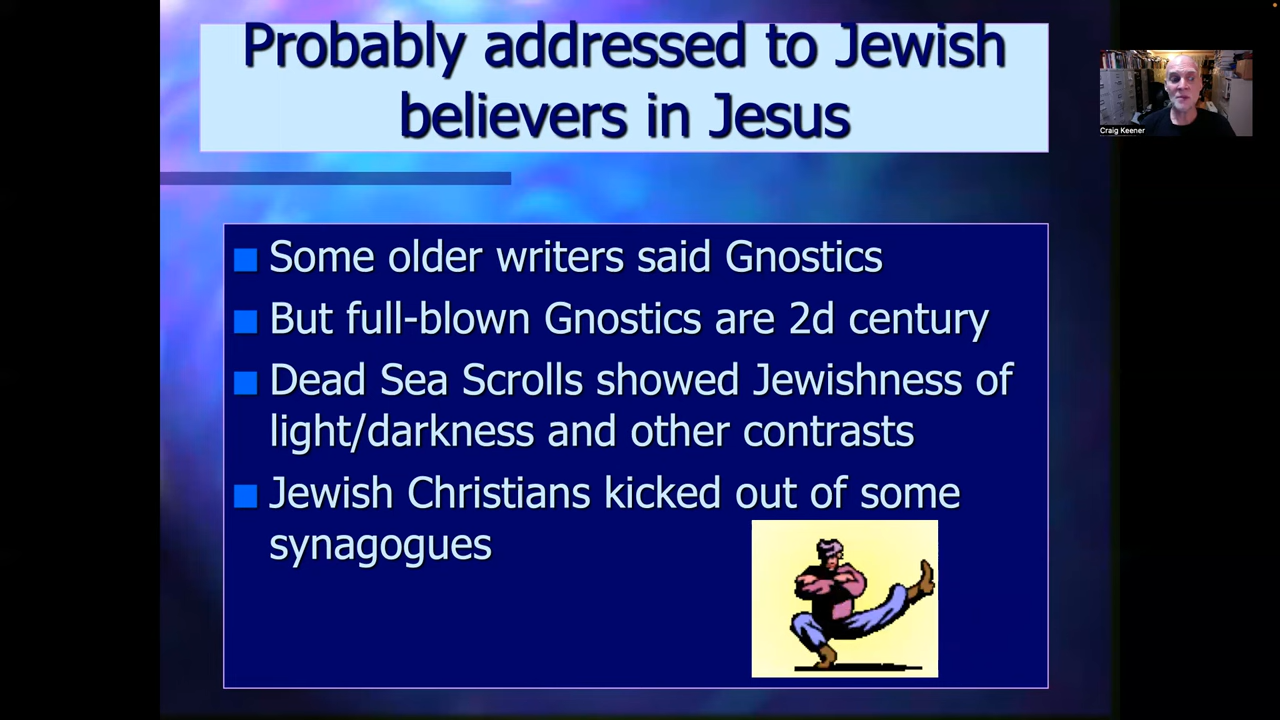 Probably addressed to Jewish
believers in Jesus
Some older writers said Gnostics
But full-blown Gnostics are 2d century
Dead Sea Scrolls showed Jewishness of
light/darkness and other contrasts
Jewish Christians kicked out of some
synagogues
Craig Keener